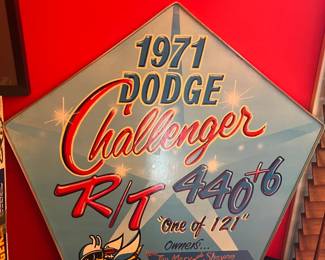 1971
DODGE
Challenger
R/T 440+6
"One of 121"
OWNERS...